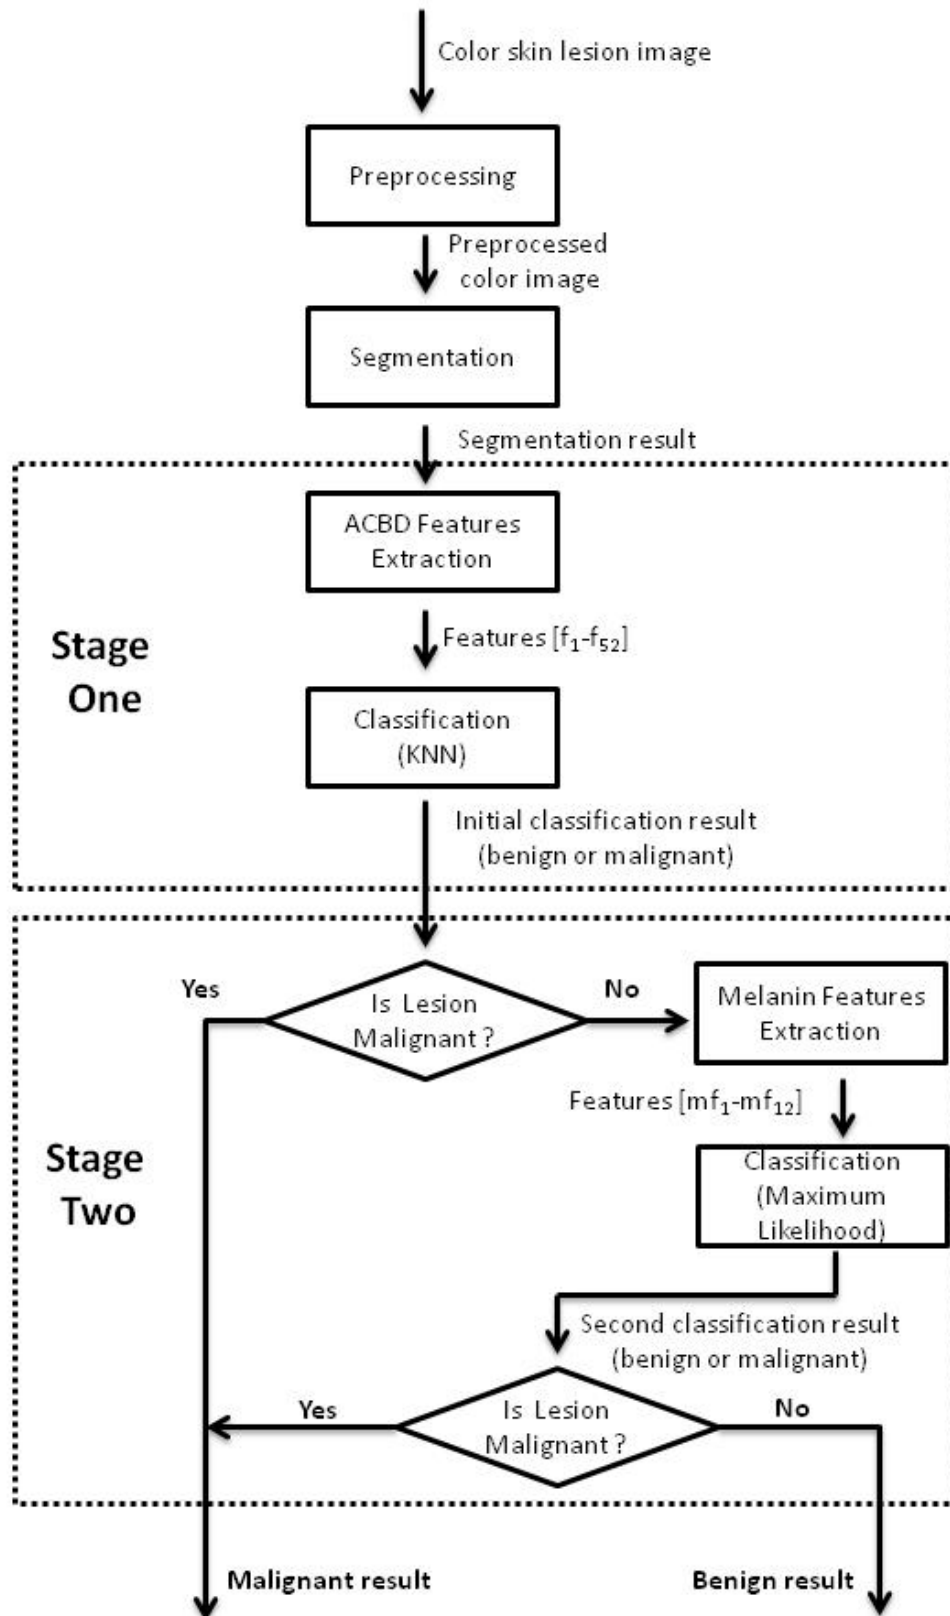 Color skin lesion image
Preprocessing
Preprocessed
color image
Segmentation
Segmentation result
ACBD Features
Extraction
Stage
One
Features [f₁-f₅₂]
Classification
(KNN)
Initial classification result
(benign or malignant)
Yes
Is Lesion
Malignant ?
No
Melanin Features
Extraction
Features [mf₁-mf₁₂]
Stage
Two
Classification
(Maximum
Likelihood)
Second classification result
(benign or malignant)
Yes
Is Lesion
Malignant ?
No
Malignant result
Benign result